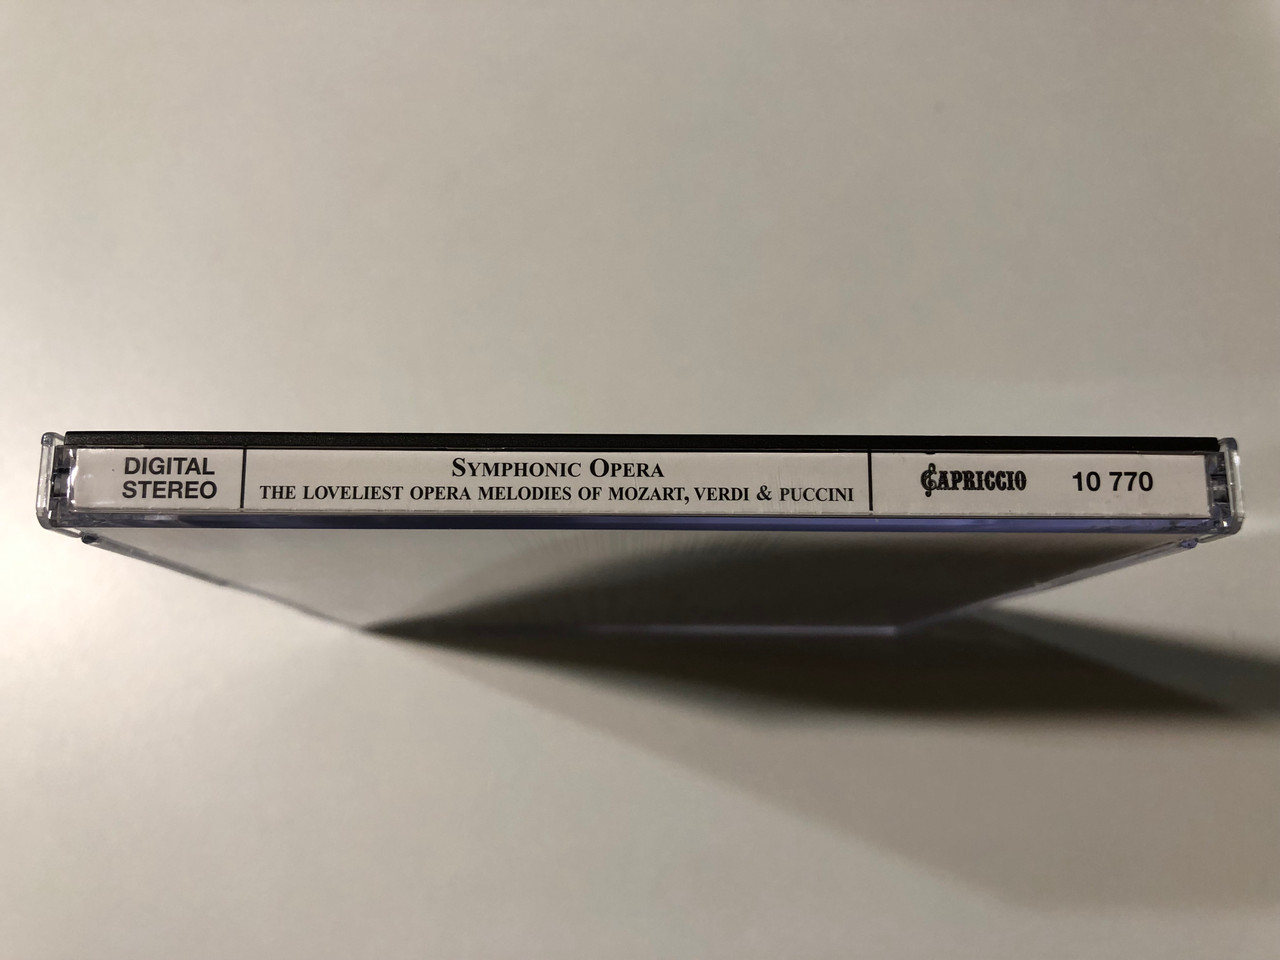 DIGITAL
STEREO
SYMPHONIC OPERA
THE LOVELIEST OPERA MELODIES OF MOZART, VERDI & PUCCINI
CAPRICCIO 10 770